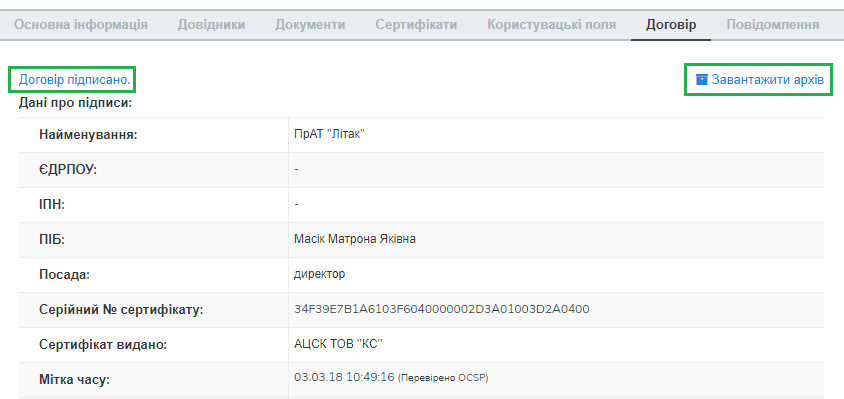 Основна інформація Довідники Документи Сертифікати Користувацькі поля Договір Повідомлення
Договір підписано. Завантажити архів
Дані про підписи:
Найменування: ПрАТ "Літак"
ЄДРПОУ: -
ІПН: -
ПІБ: Масік Матрона Яківна
Посада: директор
Серійний № сертифікату: 34F39E7B1A6103F6040000002D3A01003D2A0400
Сертифікат видано: АЦСК ТОВ "КС"
Мітка часу: 03.03.18 10:49:16 (Перевірено OCSP)